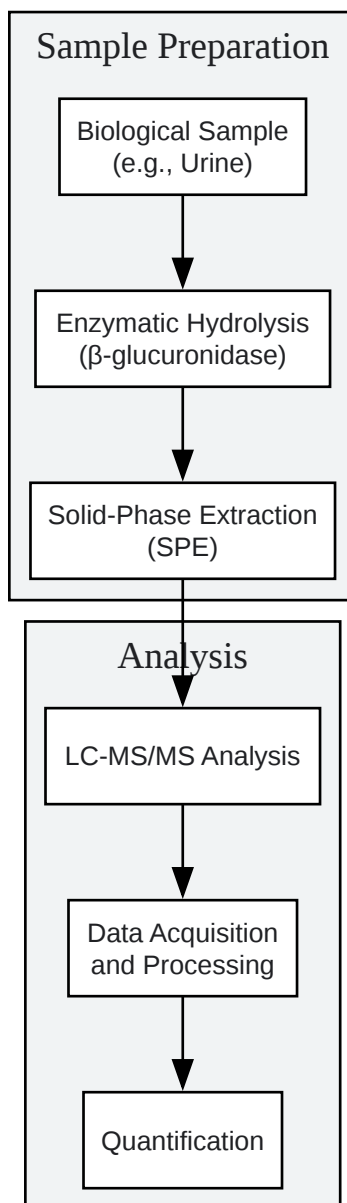 Sample Preparation
Biological Sample
(e.g., Urine)
Enzymatic Hydrolysis
(β-glucuronidase)
Solid-Phase Extraction
(SPE)
Analysis
LC-MS/MS Analysis
Data Acquisition
and Processing
Quantification